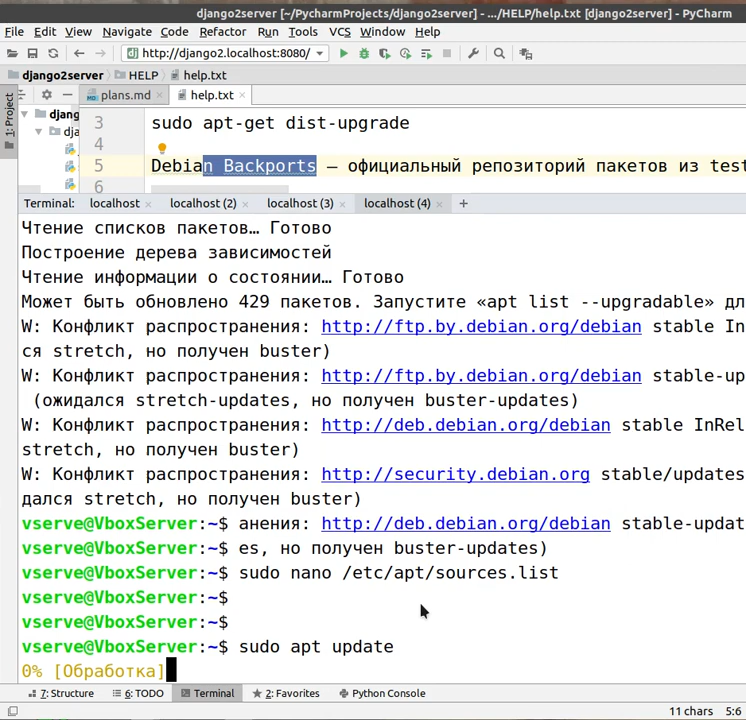 django2server [~/PycharmProjects/django2server] - .../HELP/help.txt [django2server] - PyCharm
File Edit View Navigate Code Refactor Run Tools VCS Window Help
http://django2.localhost:8080/
django2server HELP help.txt
1: Project
plans.md help.txt
djang
dja
3 sudo apt-get dist-upgrade
4
5 Debian Backports — официальный репозиторий пакетов из test
6
Terminal: localhost localhost (2) localhost (3) localhost (4) +
Чтение списков пакетов… Готово
Построение дерева зависимостей
Чтение информации о состоянии… Готово
Может быть обновлено 429 пакетов. Запустите «apt list --upgradable» дл
W: Конфликт распространения: http://ftp.by.debian.org/debian stable In
ся stretch, но получен buster)
W: Конфликт распространения: http://ftp.by.debian.org/debian stable-up
(ожидался stretch-updates, но получен buster-updates)
W: Конфликт распространения: http://deb.debian.org/debian stable InRel
stretch, но получен buster)
W: Конфликт распространения: http://security.debian.org stable/updates
дался stretch, но получен buster)
vserve@VboxServer:~$ анения: http://deb.debian.org/debian stable-updat
vserve@VboxServer:~$ es, но получен buster-updates)
vserve@VboxServer:~$ sudo nano /etc/apt/sources.list
vserve@VboxServer:~$
vserve@VboxServer:~$
vserve@VboxServer:~$ sudo apt update
0% [Обработка]
7: Structure 6: TODO Terminal 2: Favorites Python Console
11 chars 5:6